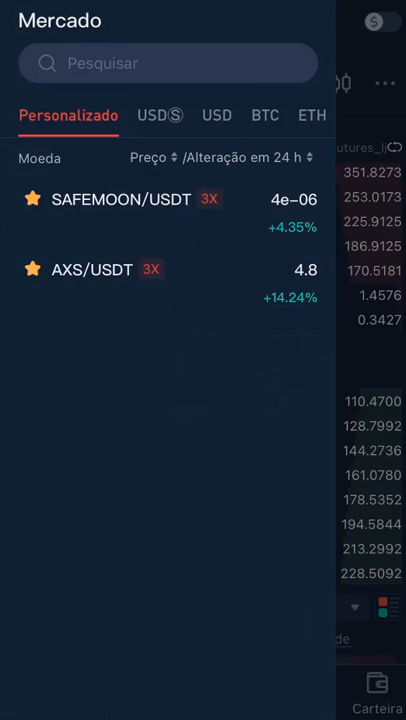 Mercado
Pesquisar
Personalizado USDⓈ USD BTC ETH
Moeda Preço /Alteração em 24 h
SAFEMOON/USDT 3X 4e-06
+4.35%
AXS/USDT 3X 4.8
+14.24%
351.8273
253.0173
225.9125
186.9125
170.5181
1.4576
0.3427
110.4700
128.7992
144.2736
161.0780
178.5352
194.5844
213.2992
228.5092
de
Carteira